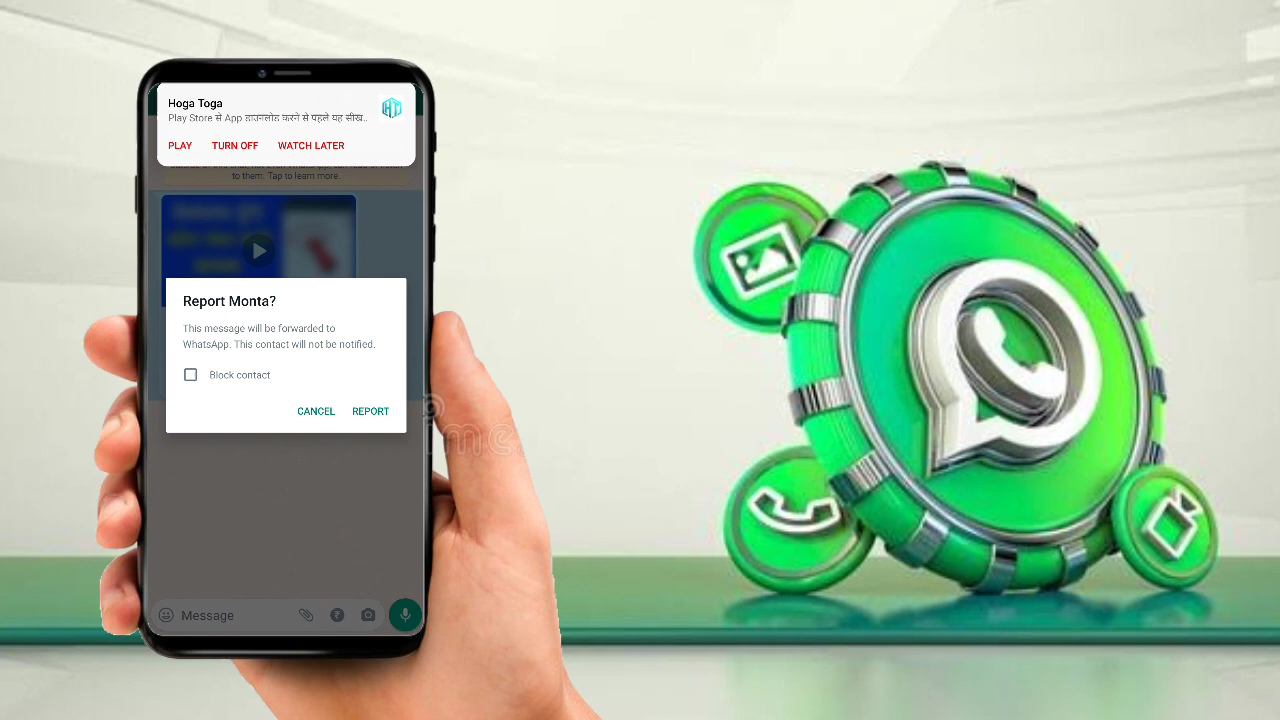 Hoga Toga
Play Store से App डाउनलोड करने से पहले यह सीख..
PLAY TURN OFF WATCH LATER
to them. Tap to learn more.
Report Monta?
This message will be forwarded to
WhatsApp. This contact will not be notified.
Block contact
CANCEL REPORT
Message